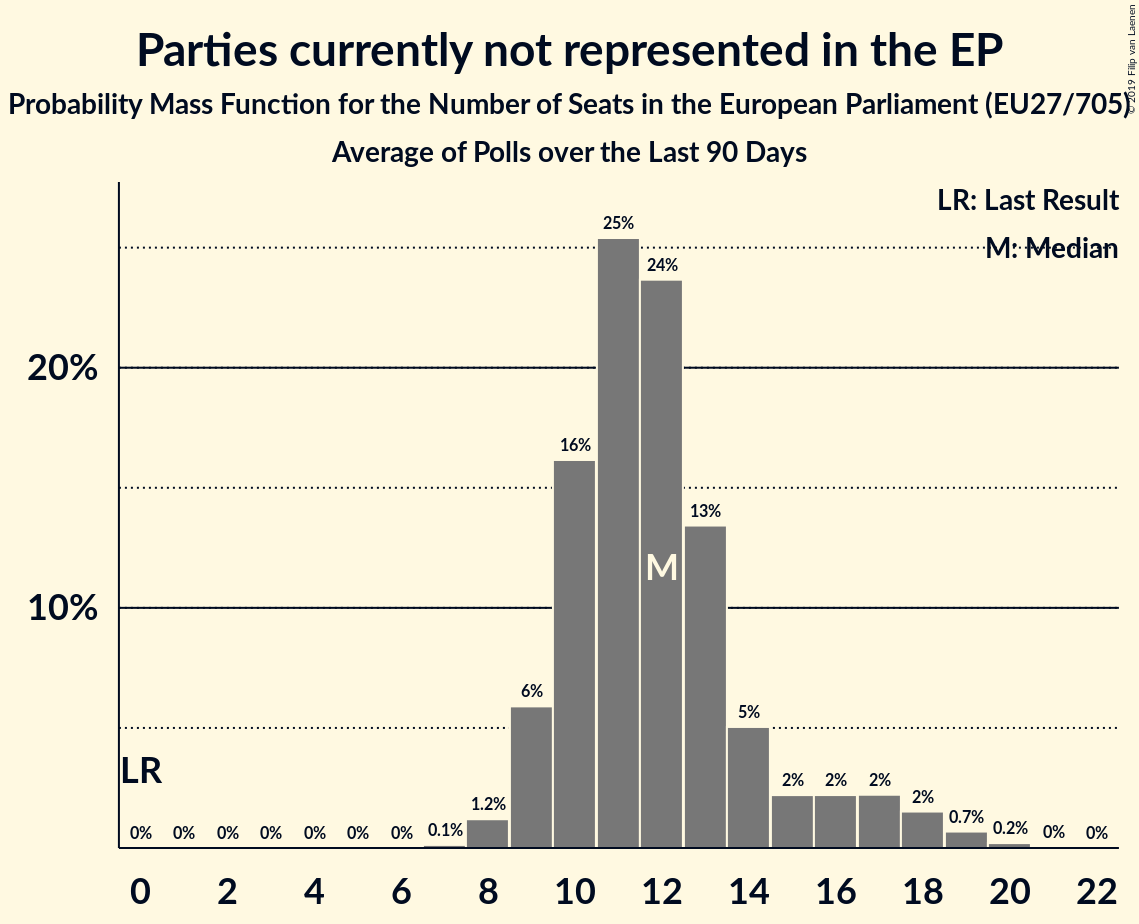 Parties currently not represented in the EP
Probability Mass Function for the Number of Seats in the European Parliament (EU27/705)
Average of Polls over the Last 90 Days
© 2019 Filip van Laenen
LR: Last Result
M: Median
25%
24%
20%
16%
13%
M
10%
6%
5%
LR
2% 2% 2% 2%
0% 0% 0% 0% 0% 0% 0% 0.1% 1.2% 0.7% 0.2% 0% 0%
0 2 4 6 8 10 12 14 16 18 20 22